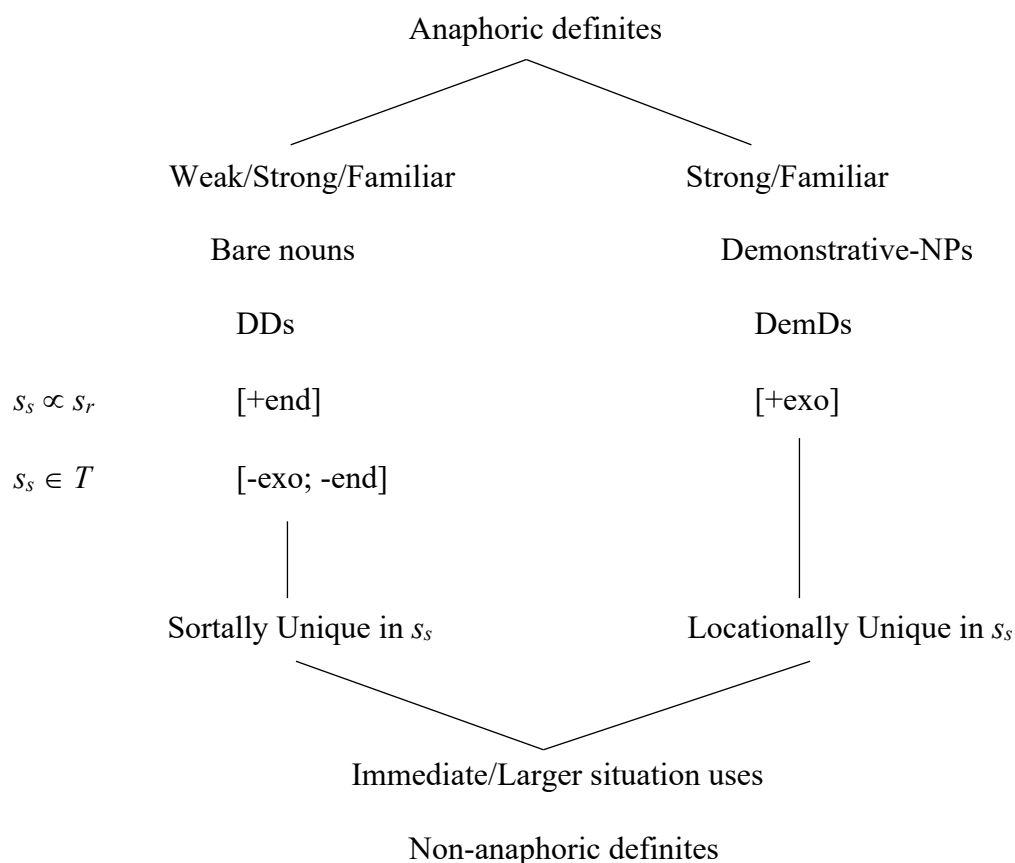 Anaphoric definites
Weak/Strong/Familiar Strong/Familiar
Bare nouns Demonstrative-NPs
DDs DemDs
sₛ ∝ sᵣ [+end] [+exo]
sₛ ∈ T [-exo; -end]
Sortally Unique in sₛ Locationally Unique in sₛ
Immediate/Larger situation uses
Non-anaphoric definites